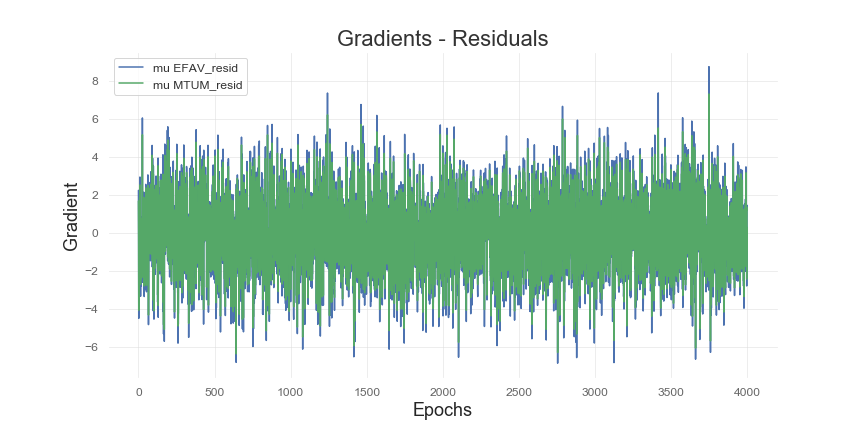 Gradients - Residuals
mu EFAV_resid
mu MTUM_resid
Gradient
8
6
4
2
0
−2
−4
−6
0 500 1000 1500 2000 2500 3000 3500 4000
Epochs